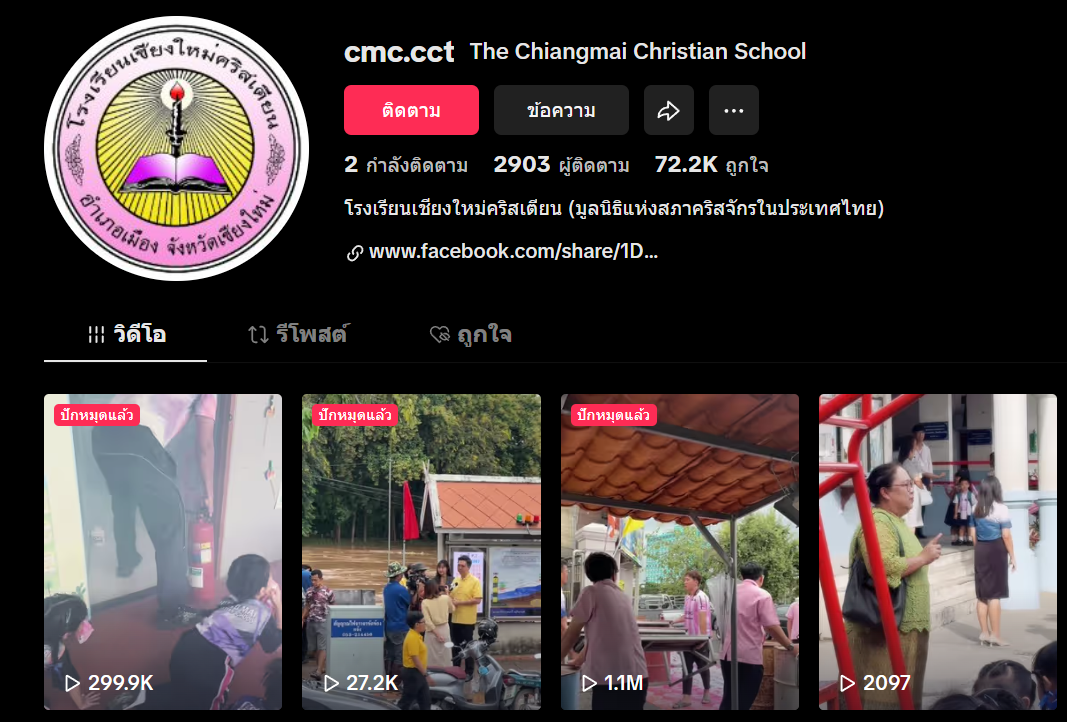 โรงเรียนเชียงใหม่คริสเตียน
อำเภอเมือง จังหวัดเชียงใหม่
cmc.cct The Chiangmai Christian School
ติดตาม ข้อความ
2 กำลังติดตาม 2903 ผู้ติดตาม 72.2K ถูกใจ
โรงเรียนเชียงใหม่คริสเตียน (มูลนิธิแห่งสภาคริสจักรในประเทศไทย)
www.facebook.com/share/1D...
วิดีโอ รีโพสต์ ถูกใจ
ปักหมุดแล้ว ปักหมุดแล้ว ปักหมุดแล้ว
299.9K 27.2K 1.1M 2097